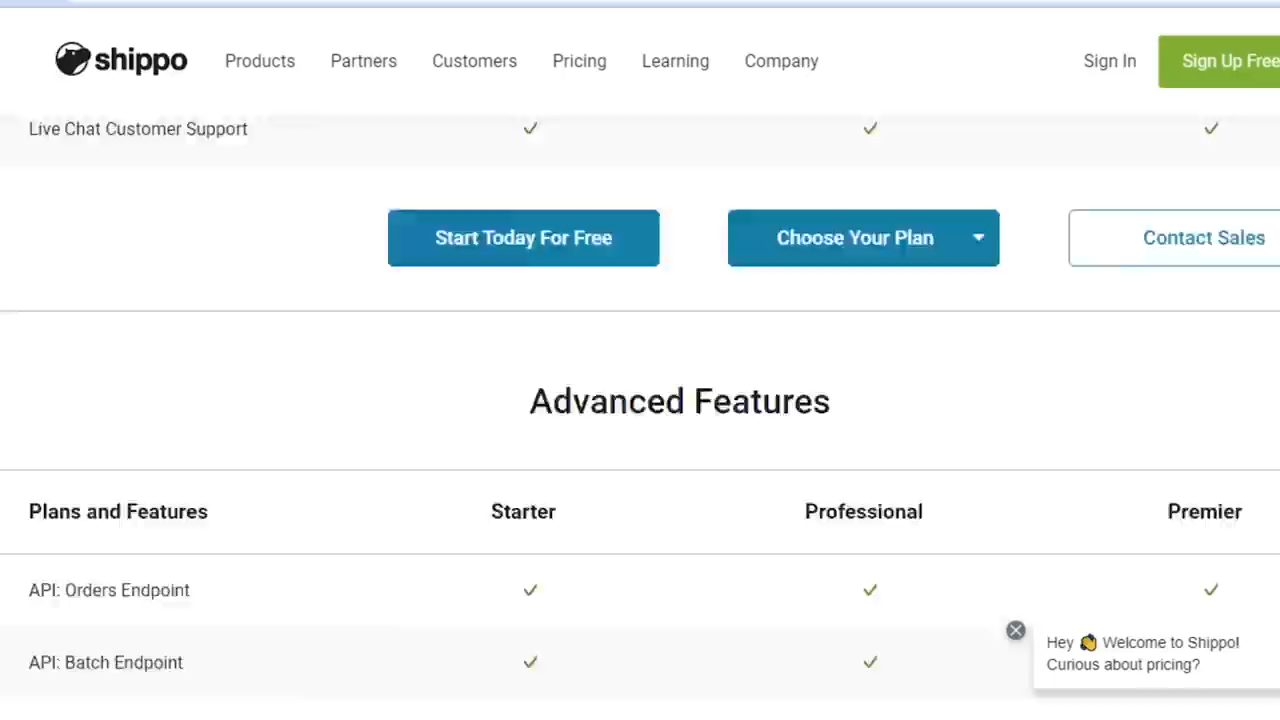 shippo Products Partners Customers Pricing Learning Company Sign In Sign Up Free
Live Chat Customer Support
Start Today For Free Choose Your Plan Contact Sales
Advanced Features
Plans and Features Starter Professional Premier
API: Orders Endpoint
API: Batch Endpoint
Hey 👋 Welcome to Shippo!
Curious about pricing?